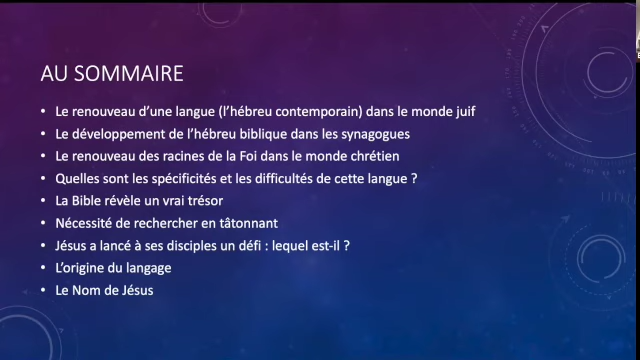 AU SOMMAIRE
• Le renouveau d'une langue (l'hébreu contemporain) dans le monde juif
• Le développement de l'hébreu biblique dans les synagogues
• Le renouveau des racines de la Foi dans le monde chrétien
• Quelles sont les spécificités et les difficultés de cette langue ?
• La Bible révèle un vrai trésor
• Nécessité de rechercher en tâtonnant
• Jésus a lancé à ses disciples un défi : lequel est-il ?
• L'origine du langage
• Le Nom de Jésus